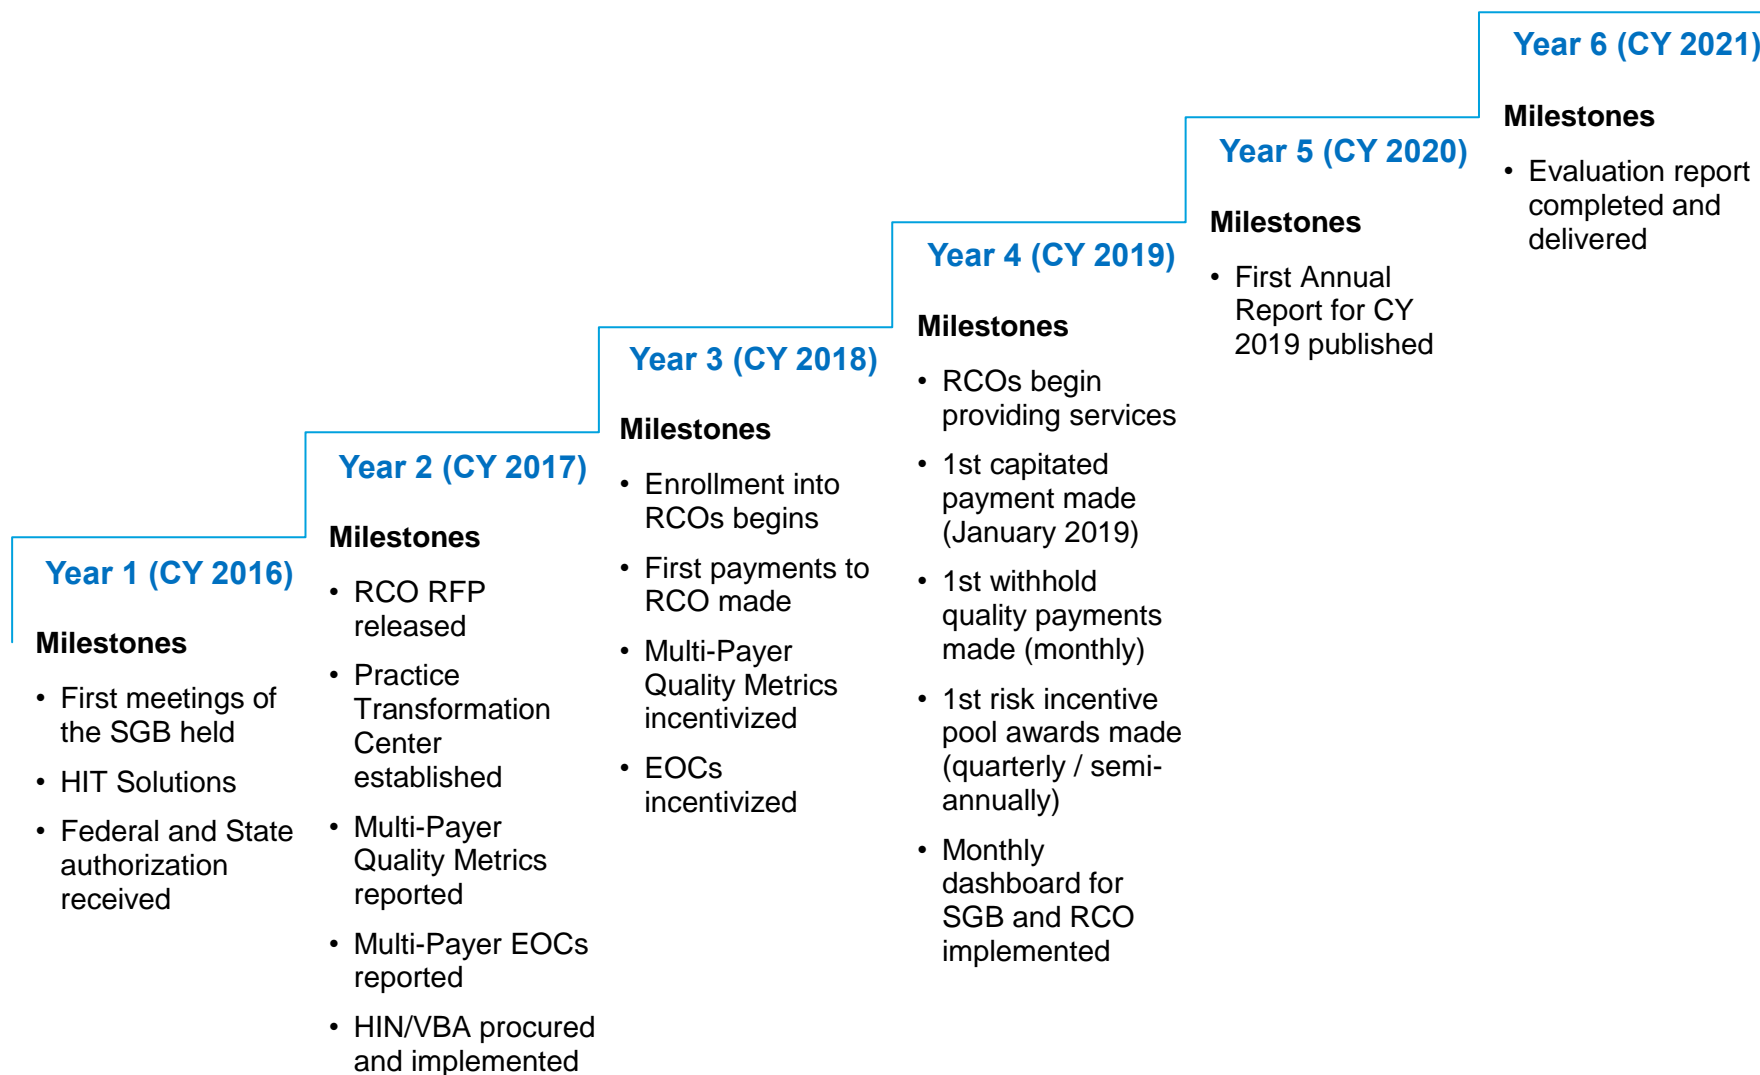 Year 1 (CY 2016)
Milestones
• First meetings of
the SGB held
• HIT Solutions
• Federal and State
authorization
received
Year 2 (CY 2017)
Milestones
• RCO RFP
released
• Practice
Transformation
Center
established
• Multi-Payer
Quality Metrics
reported
• Multi-Payer EOCs
reported
• HIN/VBA procured
and implemented
Year 3 (CY 2018)
Milestones
• Enrollment into
RCOs begins
• First payments to
RCO made
• Multi-Payer
Quality Metrics
incentivized
• EOCs
incentivized
Year 4 (CY 2019)
Milestones
• RCOs begin
providing services
• 1st capitated
payment made
(January 2019)
• 1st withhold
quality payments
made (monthly)
• 1st risk incentive
pool awards made
(quarterly / semi-
annually)
• Monthly
dashboard for
SGB and RCO
implemented
Year 5 (CY 2020)
Milestones
• First Annual
Report for CY
2019 published
Year 6 (CY 2021)
Milestones
• Evaluation report
completed and
delivered